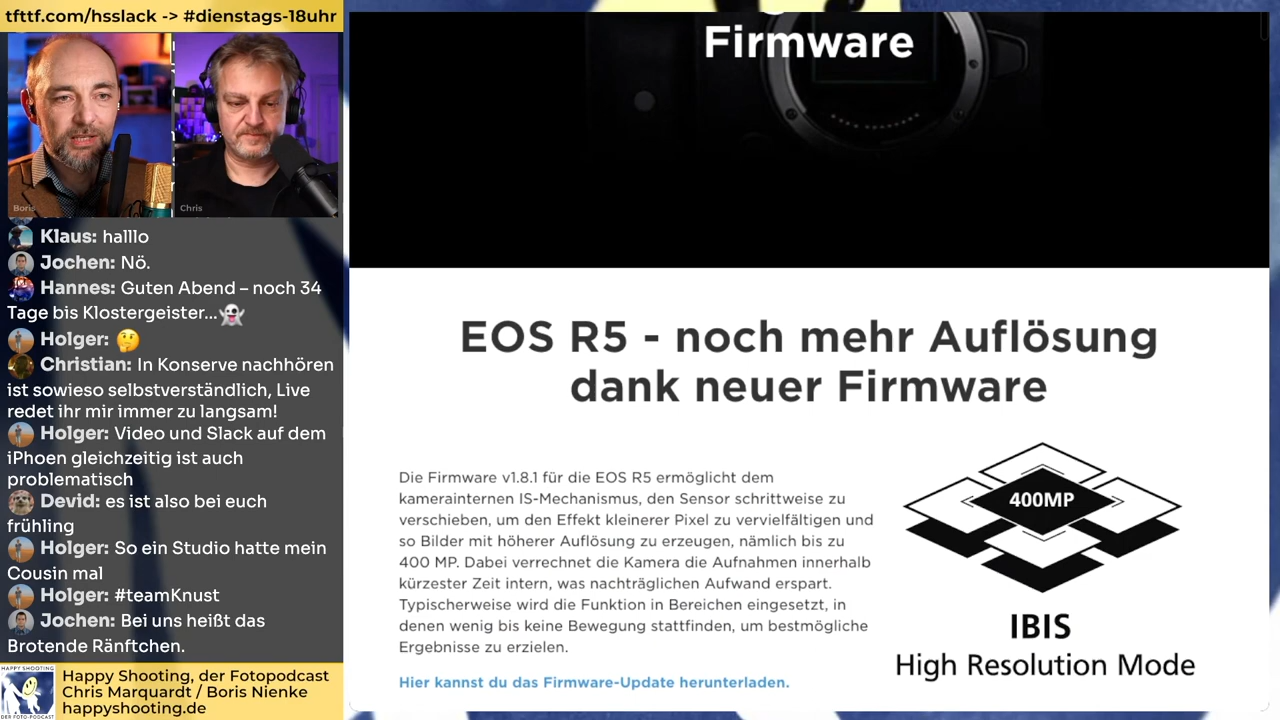 tfttf.com/hsslack -> #dienstags-18uhr
Boris
Chris
Klaus: halllo
Jochen: Nö.
Hannes: Guten Abend – noch 34
Tage bis Klostergeister...👻
Holger: 🤔
Christian: In Konserve nachhören
ist sowieso selbstverständlich, Live
redet ihr mir immer zu langsam!
Holger: Video und Slack auf dem
iPhoen gleichzeitig ist auch
problematisch
Devid: es ist also bei euch
frühling
Holger: So ein Studio hatte mein
Cousin mal
Holger: #teamKnust
Jochen: Bei uns heißt das
Brotende Ränftchen.
HAPPY SHOOTING
DER FOTO-PODCAST
Happy Shooting, der Fotopodcast
Chris Marquardt / Boris Nienke
happyshooting.de
Firmware
EOS R5 - noch mehr Auflösung
dank neuer Firmware
Die Firmware v1.8.1 für die EOS R5 ermöglicht dem
kamerainternen IS-Mechanismus, den Sensor schrittweise zu
verschieben, um den Effekt kleinerer Pixel zu vervielfältigen und
so Bilder mit höherer Auflösung zu erzeugen, nämlich bis zu
400 MP. Dabei verrechnet die Kamera die Aufnahmen innerhalb
kürzester Zeit intern, was nachträglichen Aufwand erspart.
Typischerweise wird die Funktion in Bereichen eingesetzt, in
denen wenig bis keine Bewegung stattfinden, um bestmögliche
Ergebnisse zu erzielen.
Hier kannst du das Firmware-Update herunterladen.
400MP
IBIS
High Resolution Mode